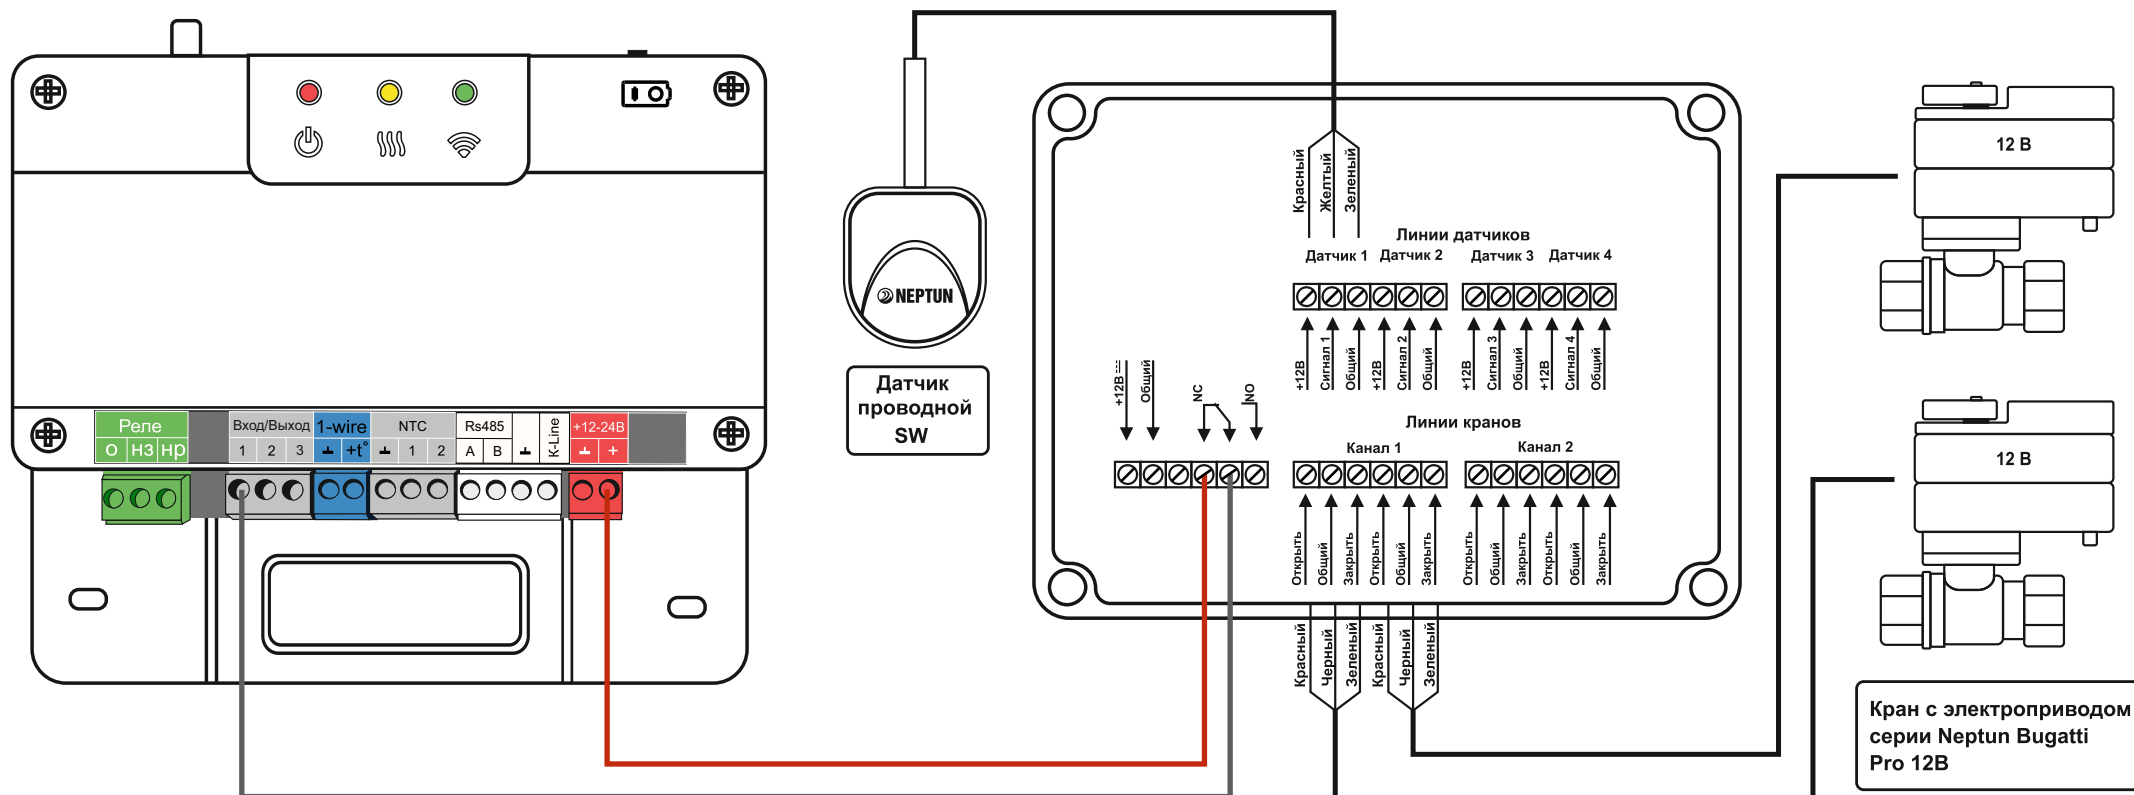 Реле
о нз нр
Вход/Выход
1 2 3
1-wire
+t°
NTC
1 2
Rs485
A B
K-Line
+12-24В
+
NEPTUN
Датчик
проводной
SW
Красный
Желтый
Зеленый
Линии датчиков
Датчик 1 Датчик 2 Датчик 3 Датчик 4
+12В
Сигнал 1
Общий
+12В
Сигнал 2
Общий
+12В
Сигнал 3
Общий
+12В
Сигнал 4
Общий
+12В
Общий
NC
NO
Линии кранов
Канал 1 Канал 2
Открыть
Общий
Закрыть
Открыть
Общий
Закрыть
Открыть
Общий
Закрыть
Открыть
Общий
Закрыть
Красный
Черный
Зеленый
Красный
Черный
Зеленый
12 В
12 В
Кран с электроприводом
серии Neptun Bugatti
Pro 12В